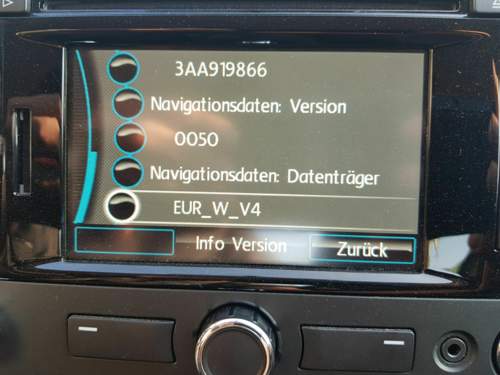 3AA919866
Navigationsdaten: Version
0050
Navigationsdaten: Datenträger
EUR_W_V4
Info Version
Zurück